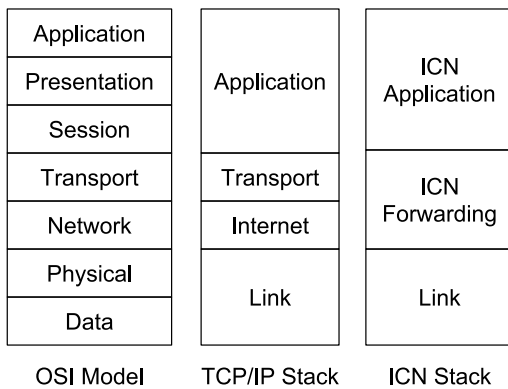 Application
Presentation
Session
Transport
Network
Physical
Data
OSI Model
Application
Transport
Internet
Link
TCP/IP Stack
ICN
Application
ICN
Forwarding
Link
ICN Stack